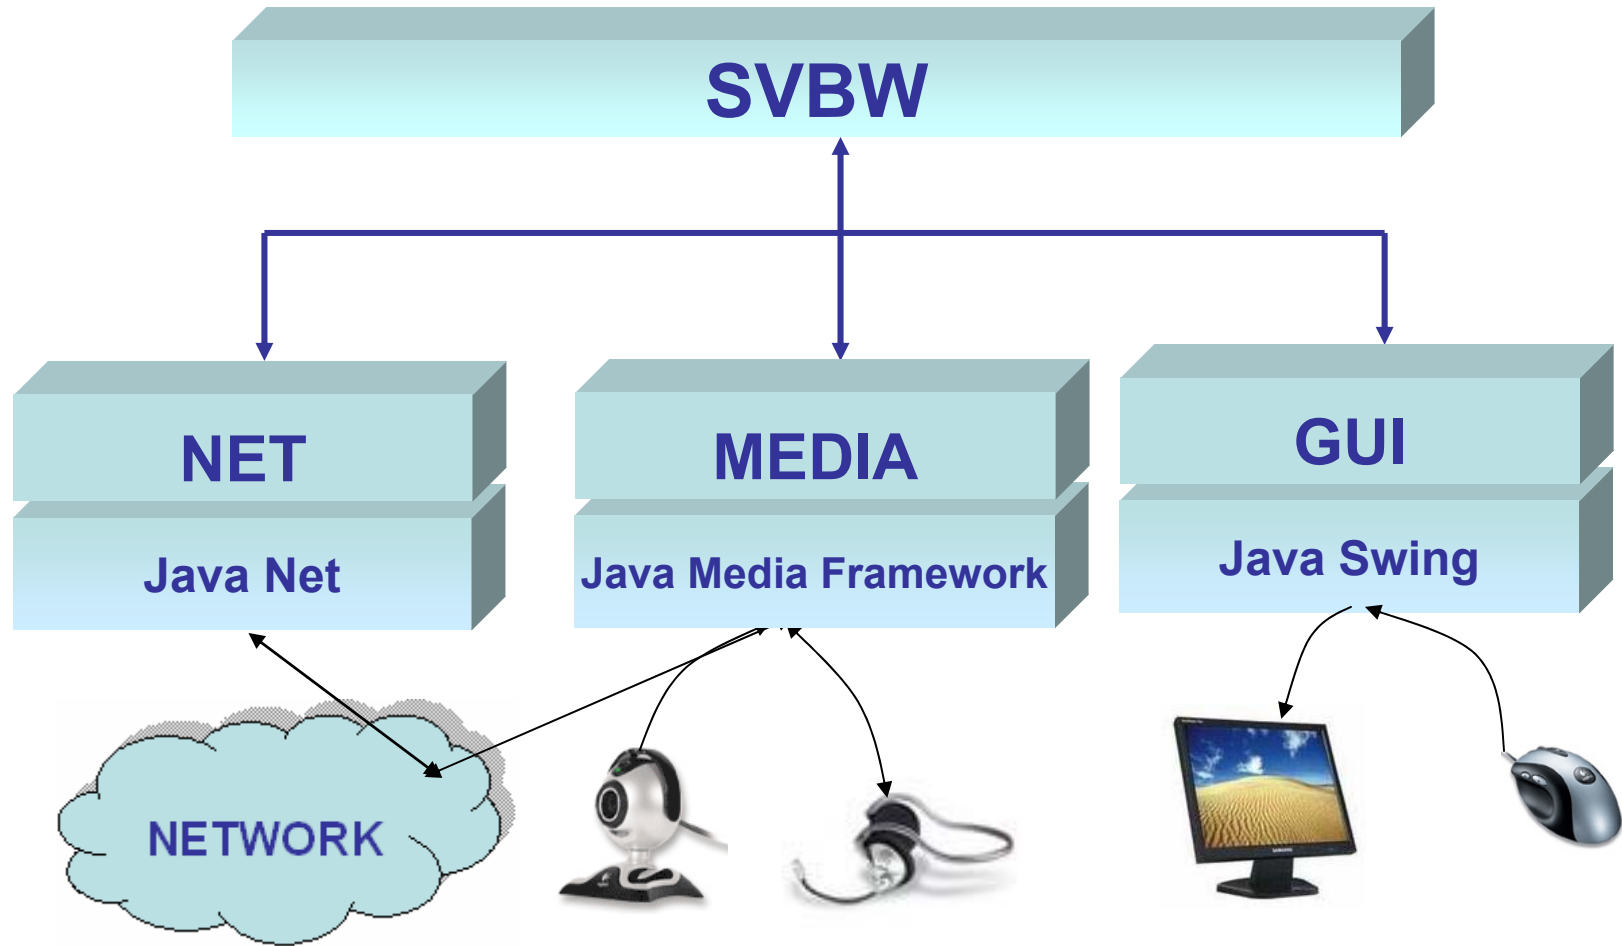 SVBW
NET
MEDIA
GUI
Java Net
Java Media Framework
Java Swing
NETWORK